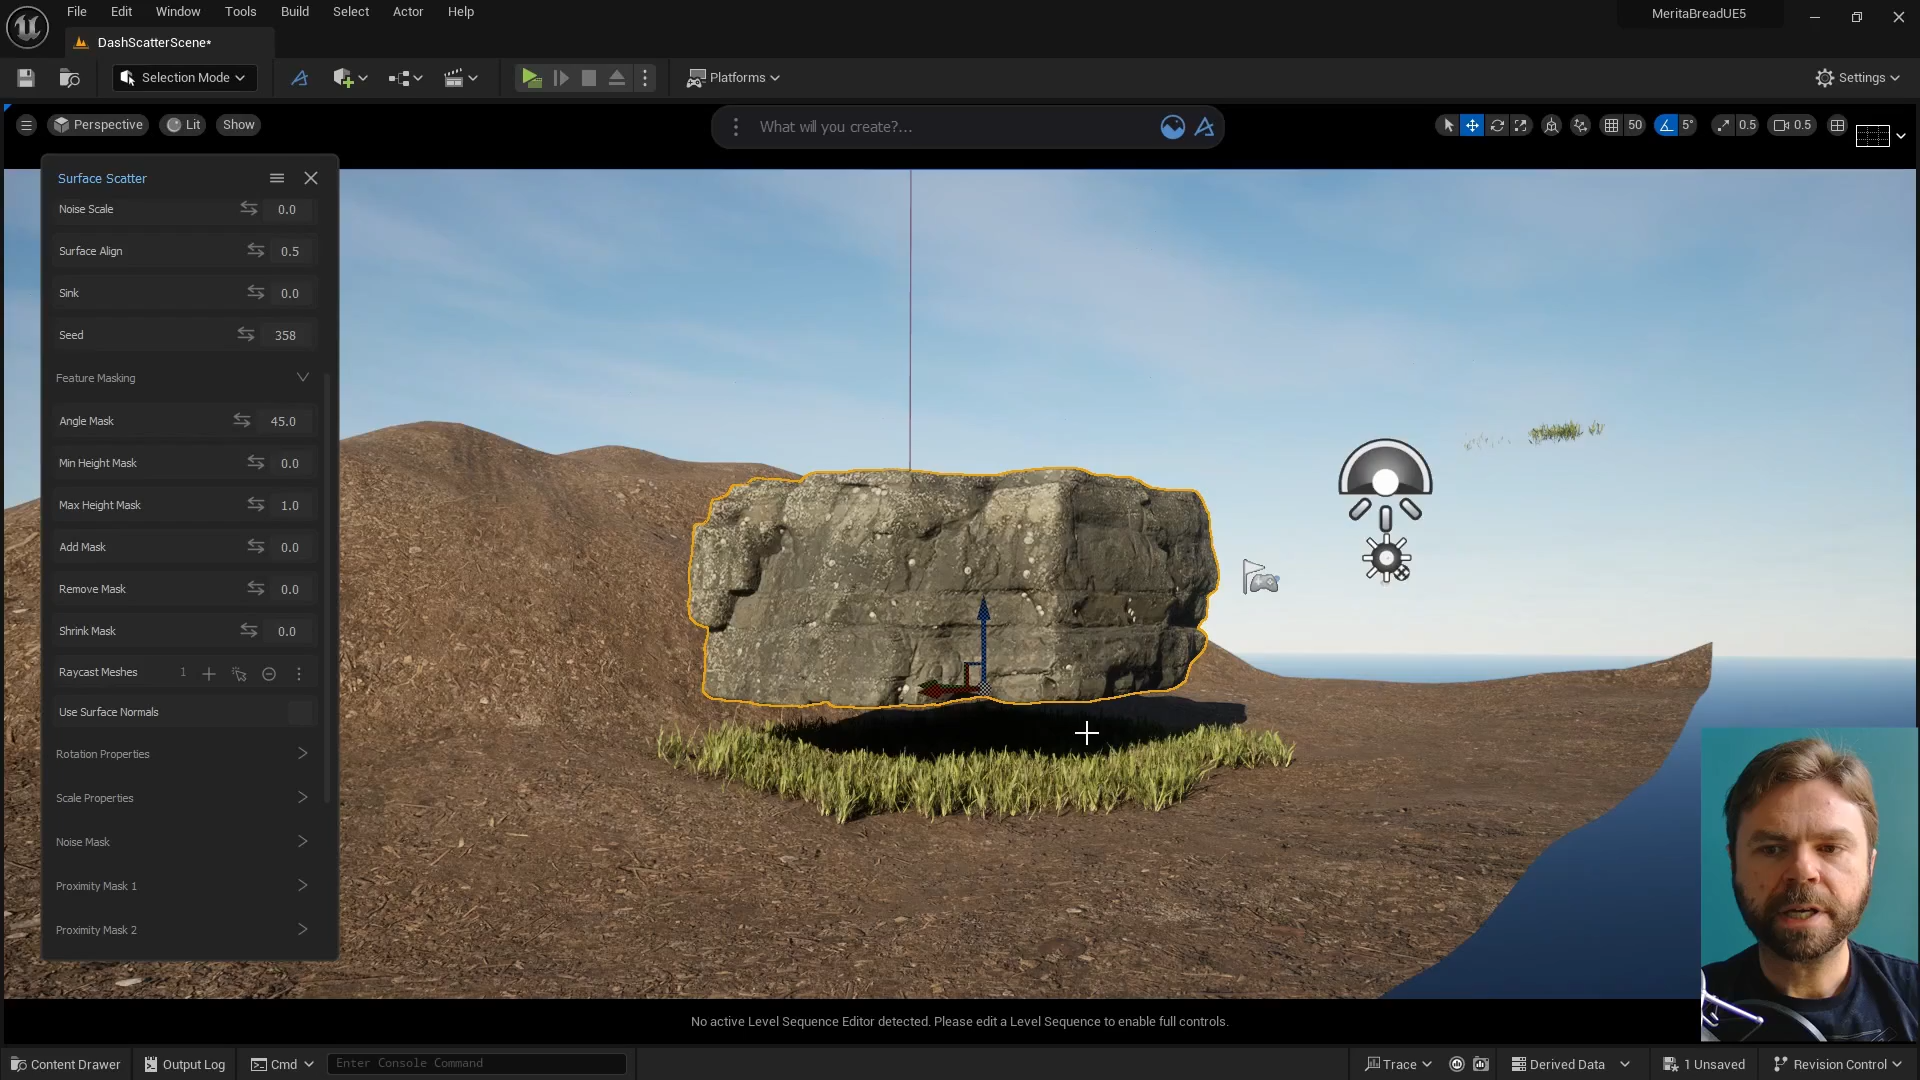 File Edit Window Tools Build Select Actor Help
MeritaBreadUE5
DashScatterScene*
Selection Mode
Platforms
Settings
Perspective
Lit
Show
What will you create?...
50
5°
0.5
0.5
Surface Scatter
Noise Scale 0.0
Surface Align 0.5
Sink 0.0
Seed 358
Feature Masking
Angle Mask 45.0
Min Height Mask 0.0
Max Height Mask 1.0
Add Mask 0.0
Remove Mask 0.0
Shrink Mask 0.0
Raycast Meshes 1
Use Surface Normals
Rotation Properties
Scale Properties
Noise Mask
Proximity Mask 1
Proximity Mask 2
No active Level Sequence Editor detected. Please edit a Level Sequence to enable full controls.
Content Drawer
Output Log
Cmd
Enter Console Command
Trace
Derived Data
1 Unsaved
Revision Control